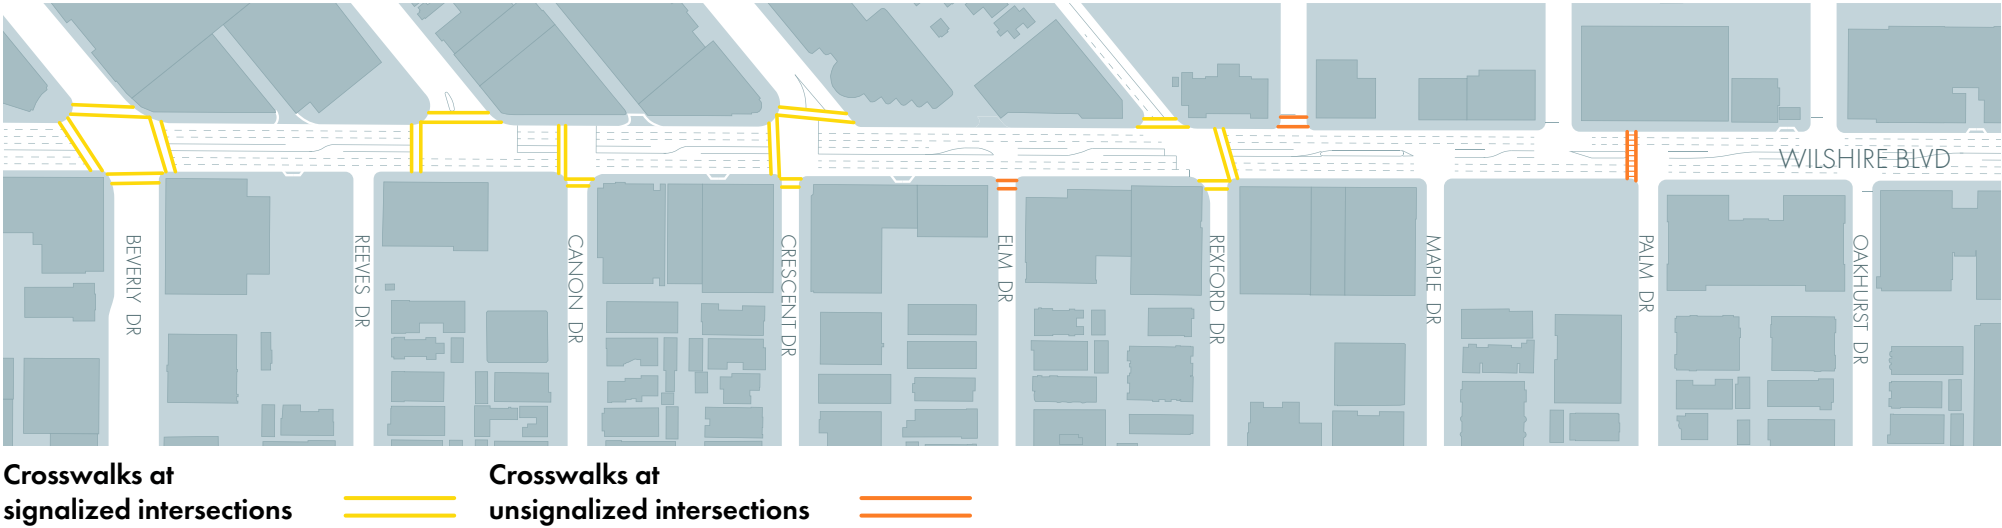 WILSHIRE BLVD
BEVERLY DR
REEVES DR
CANON DR
CRESCENT DR
ELM DR
REXFORD DR
MAPLE DR
PALM DR
OAKHURST DR
Crosswalks at
signalized intersections
Crosswalks at
unsignalized intersections